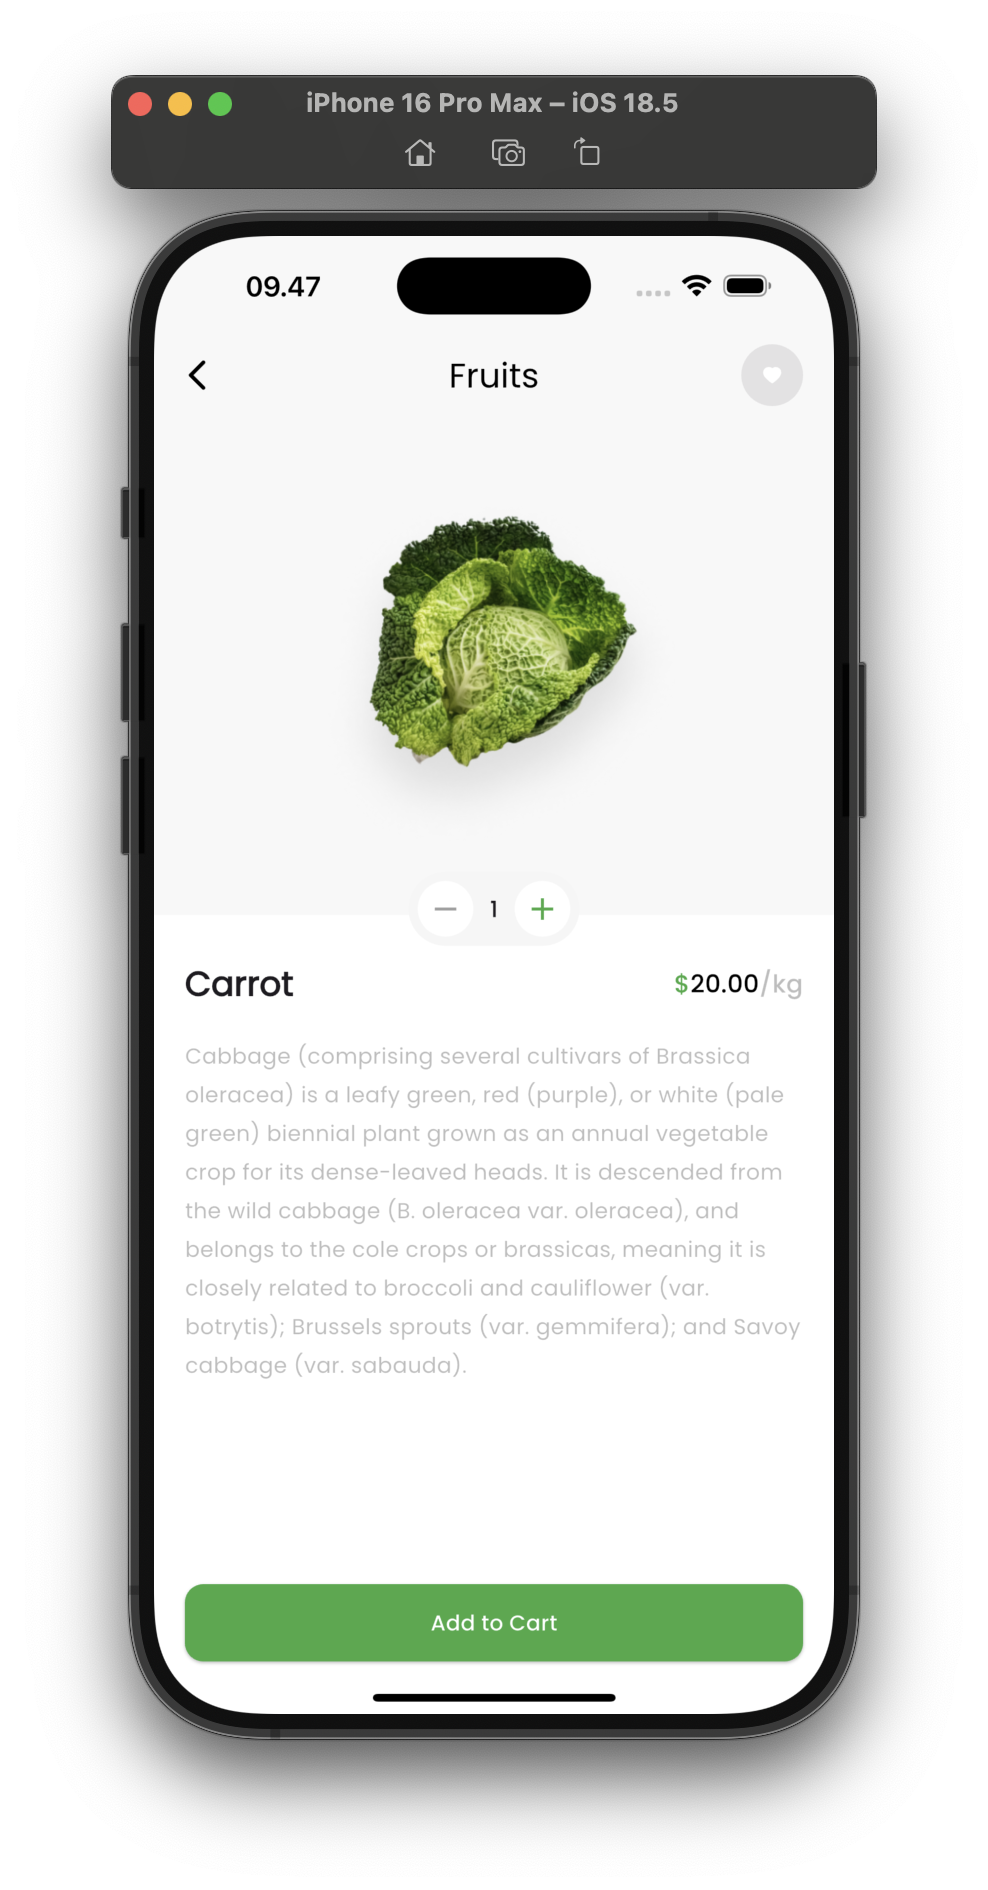 iPhone 16 Pro Max – iOS 18.5
09.47
Fruits
1
Carrot
$20.00/kg
Cabbage (comprising several cultivars of Brassica
oleracea) is a leafy green, red (purple), or white (pale
green) biennial plant grown as an annual vegetable
crop for its dense-leaved heads. It is descended from
the wild cabbage (B. oleracea var. oleracea), and
belongs to the cole crops or brassicas, meaning it is
closely related to broccoli and cauliflower (var.
botrytis); Brussels sprouts (var. gemmifera); and Savoy
cabbage (var. sabauda).
Add to Cart